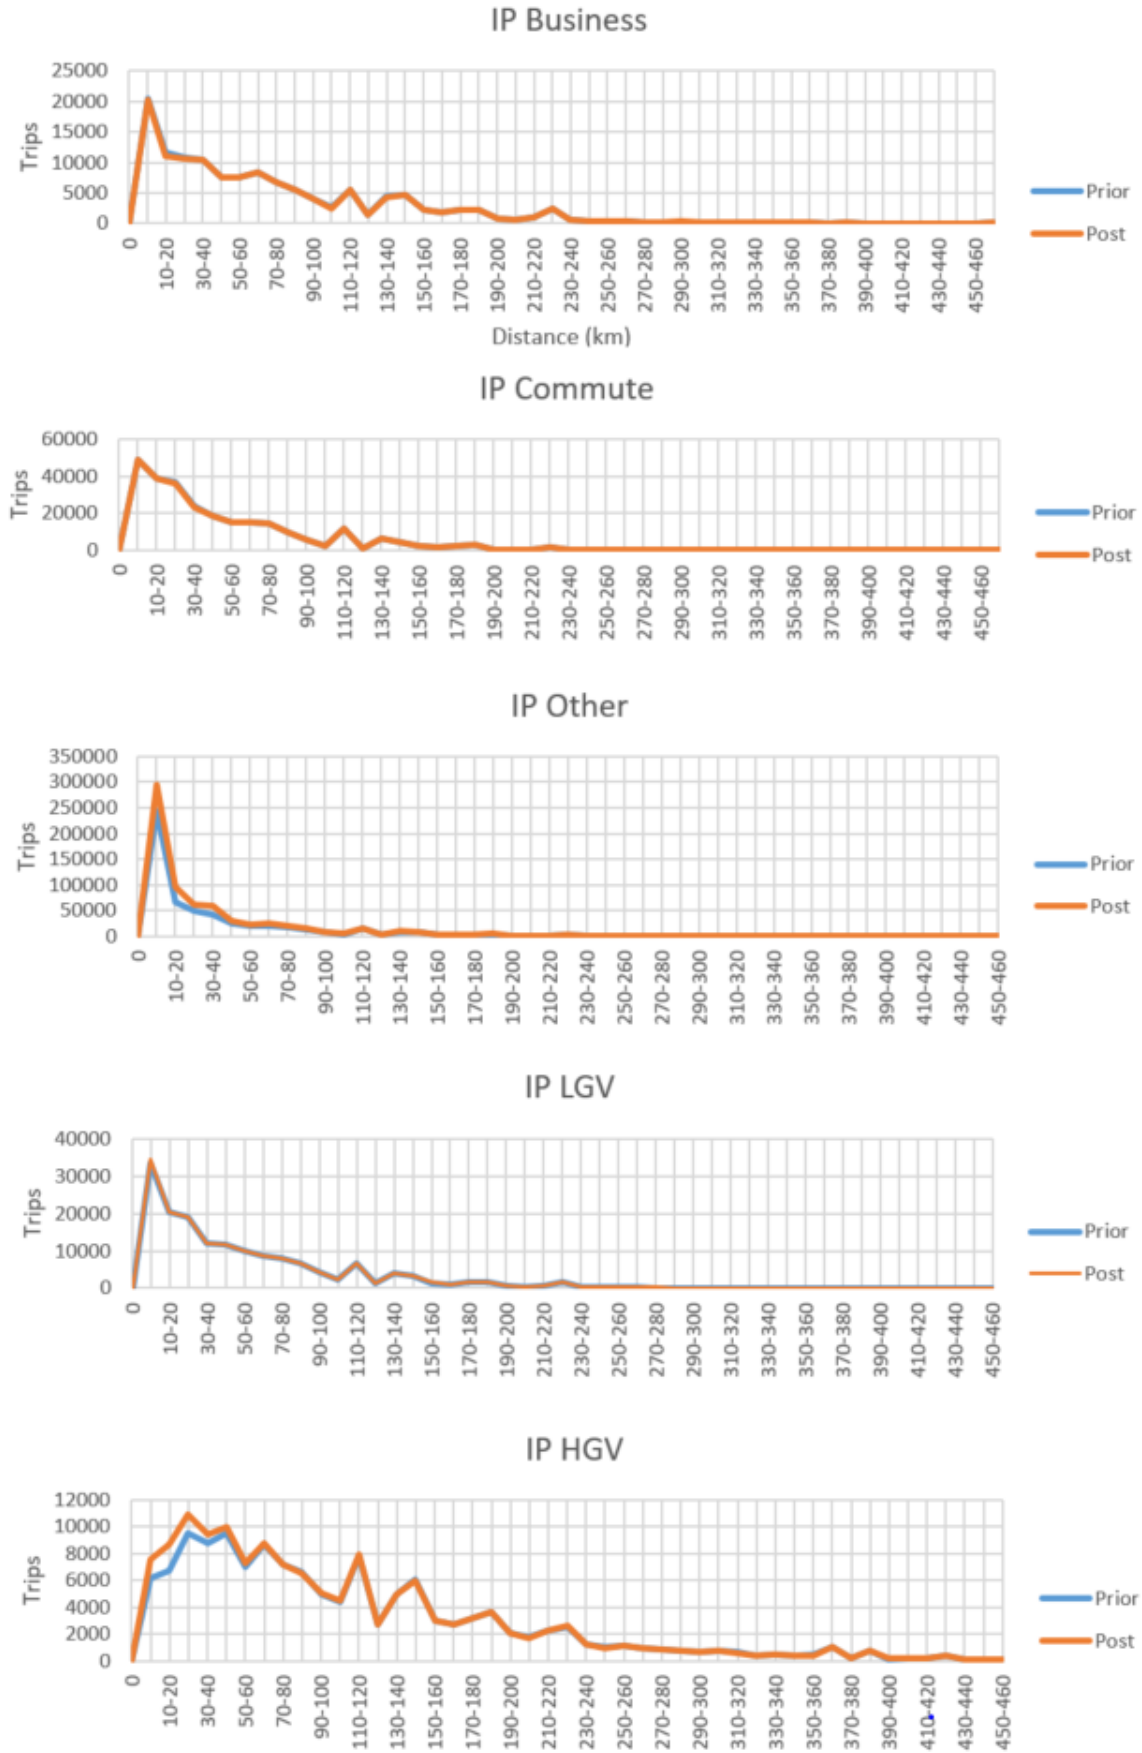 IP Business
25000
20000
15000
10000
5000
0
Trips
0 10-20 30-40 50-60 70-80 90-100 110-120 130-140 150-160 170-180 190-200 210-220 230-240 250-260 270-280 290-300 310-320 330-340 350-360 370-380 390-400 410-420 430-440 450-460
Distance (km)
Prior
Post
IP Commute
60000
40000
20000
0
Trips
0 10-20 30-40 50-60 70-80 90-100 110-120 130-140 150-160 170-180 190-200 210-220 230-240 250-260 270-280 290-300 310-320 330-340 350-360 370-380 390-400 410-420 430-440 450-460
Prior
Post
IP Other
350000
300000
250000
200000
150000
100000
50000
0
Trips
0 10-20 30-40 50-60 70-80 90-100 110-120 130-140 150-160 170-180 190-200 210-220 230-240 250-260 270-280 290-300 310-320 330-340 350-360 370-380 390-400 410-420 430-440 450-460
Prior
Post
IP LGV
40000
30000
20000
10000
0
Trips
0 10-20 30-40 50-60 70-80 90-100 110-120 130-140 150-160 170-180 190-200 210-220 230-240 250-260 270-280 290-300 310-320 330-340 350-360 370-380 390-400 410-420 430-440 450-460
Prior
Post
IP HGV
12000
10000
8000
6000
4000
2000
0
Trips
0 10-20 30-40 50-60 70-80 90-100 110-120 130-140 150-160 170-180 190-200 210-220 230-240 250-260 270-280 290-300 310-320 330-340 350-360 370-380 390-400 410-420 430-440 450-460
Prior
Post